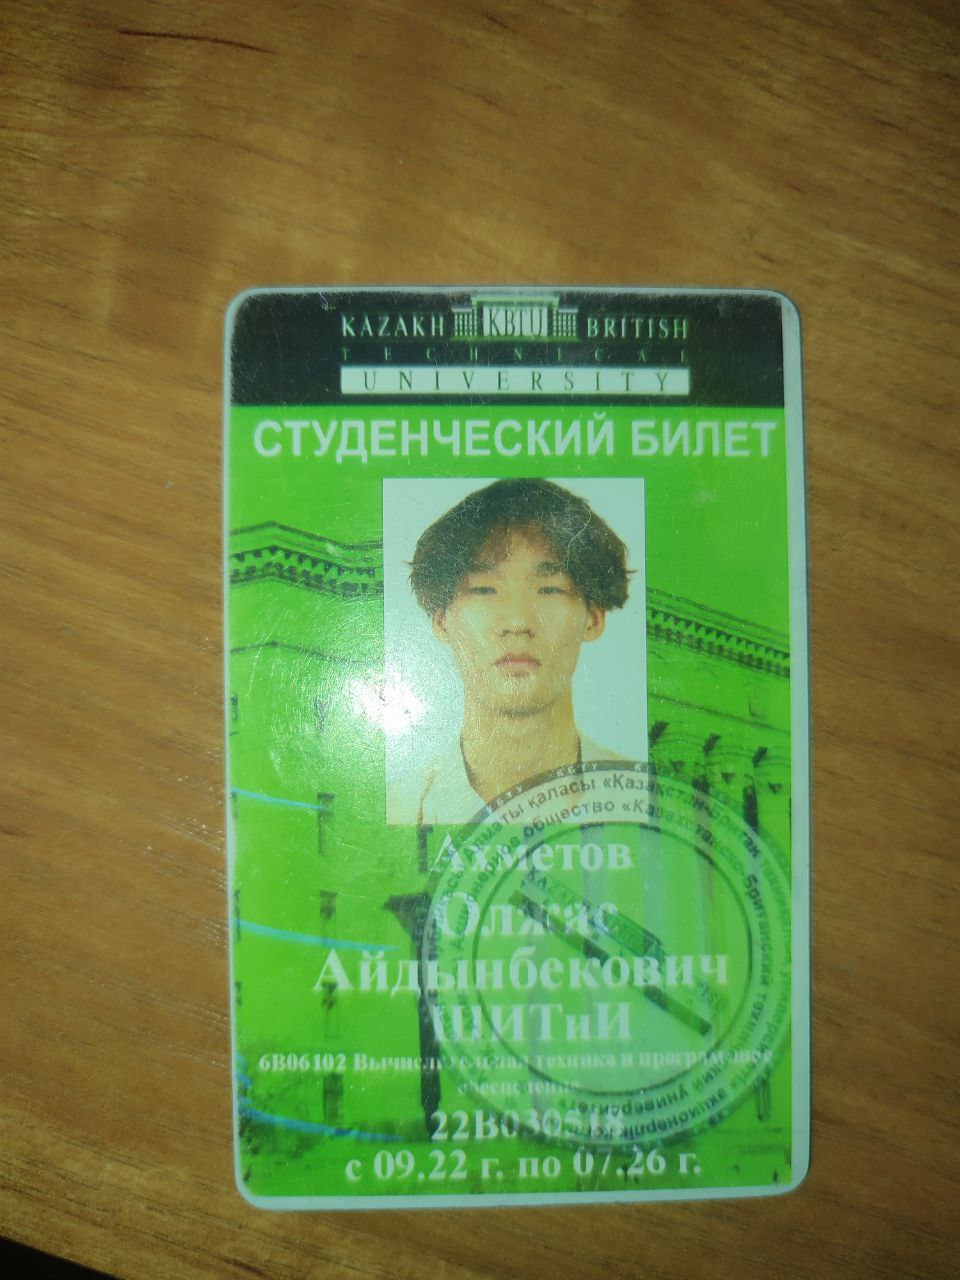 KAZAKH KBTU BRITISH
TECHNICAL
UNIVERSITY
СТУДЕНЧЕСКИЙ БИЛЕТ
Ахметов
Олжас
Айдынбекович
ШИТиИ
6B06102 Вычислительная техника и программное
обеспечение
с 09.22 г. по 07.26 г.